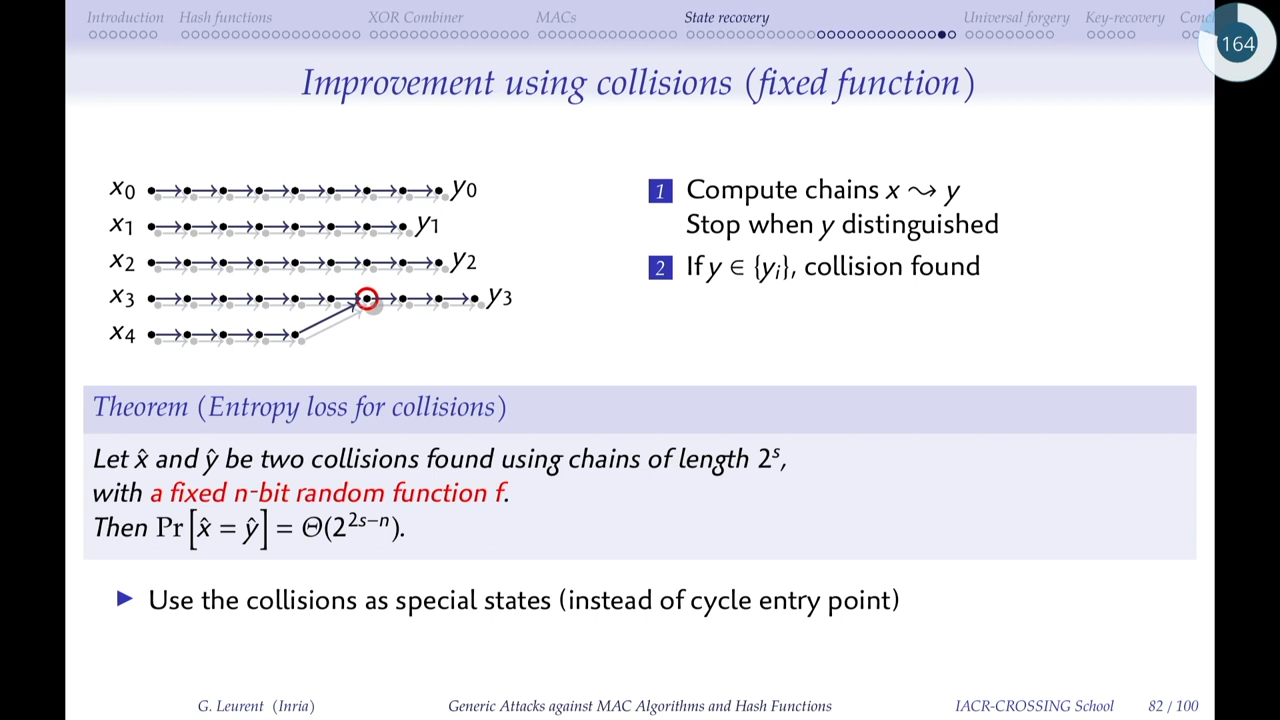 Introduction Hash functions XOR Combiner MACs State recovery Universal forgery Key-recovery
164
Improvement using collisions (fixed function)
x0 y0
x1 y1
x2 y2
x3 y3
x4
1 Compute chains x ⤳ y
Stop when y distinguished
2 If y ∈ {yi}, collision found
Theorem (Entropy loss for collisions)
Let x̂ and ŷ be two collisions found using chains of length 2^s,
with a fixed n-bit random function f.
Then Pr[x̂ = ŷ] = Θ(2^{2s−n}).
▶ Use the collisions as special states (instead of cycle entry point)
G. Leurent (Inria) Generic Attacks against MAC Algorithms and Hash Functions IACR-CROSSING School 82 / 100